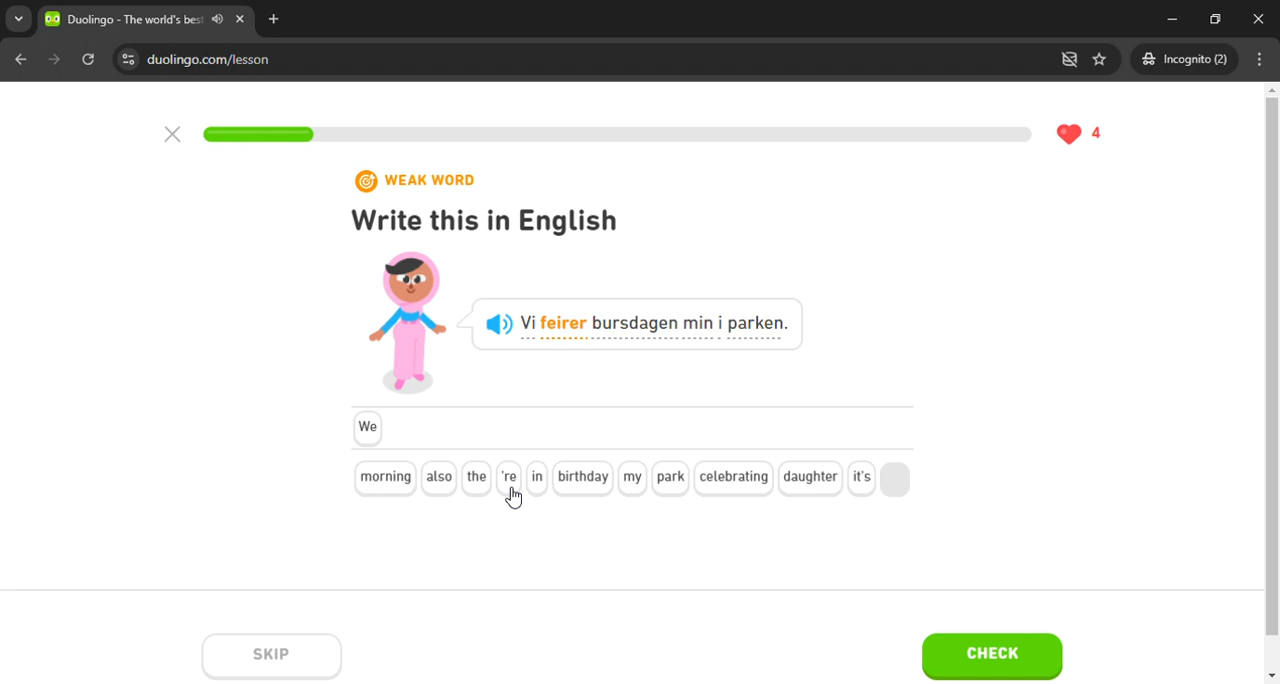 Duolingo - The world's bes
duolingo.com/lesson
Incognito (2)
4
WEAK WORD
Write this in English
Vi feirer bursdagen min i parken.
We
morning also the 're in birthday my park celebrating daughter it's
SKIP
CHECK